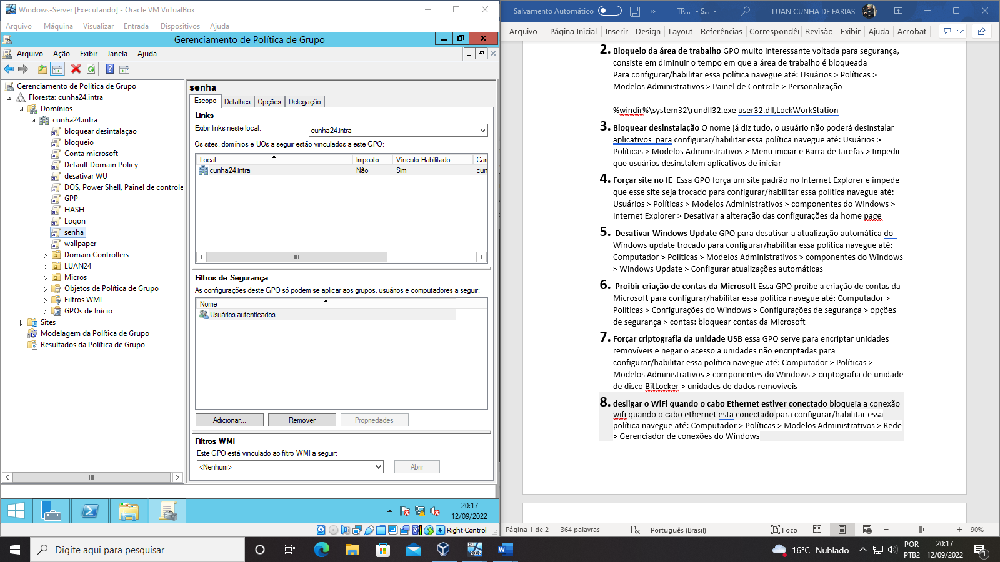 Windows-Server [Executando] - Oracle VM VirtualBox
Arquivo Máquina Visualizar Entrada Dispositivos Ajuda
Gerenciamento de Política de Grupo
Arquivo Ação Exibir Janela Ajuda
Gerenciamento de Política de Grupo
Floresta: cunha24.intra
Domínios
cunha24.intra
bloquear desintalaçao
bloqueio
Conta microsoft
Default Domain Policy
desativar WU
DOS, Power Shell, Painel de controle
GPP
HASH
Logon
senha
wallpaper
Domain Controllers
LUAN24
Micros
Objetos de Política de Grupo
Filtros WMI
GPOs de Início
Sites
Modelagem da Política de Grupo
Resultados da Política de Grupo
senha
Escopo Detalhes Opções Delegação
Links
Exibir links neste local: cunha24.intra
Os sites, domínios e UOs a seguir estão vinculados a este GPO:
Local Imposto Vínculo Habilitado Car
cunha24.intra Não Sim cun
Filtros de Segurança
As configurações deste GPO só podem se aplicar aos grupos, usuários e computadores a seguir:
Nome
Usuários autenticados
Adicionar... Remover Propriedades
Filtros WMI
Este GPO está vinculado ao filtro WMI a seguir:
<Nenhum> Abrir
20:17
12/09/2022
Right Control
Salvamento Automático TR... • S... LUAN CUNHA DE FARIAS
Arquivo Página Inicial Inserir Design Layout Referências Correspondêi Revisão Exibir Ajuda Acrobat
2. Bloqueio da área de trabalho GPO muito interessante voltada para segurança,
consiste em diminuir o tempo em que a área de trabalho é bloqueada
Para configurar/habilitar essa política navegue até: Usuários > Políticas >
Modelos Administrativos > Painel de Controle > Personalização
%windir%\system32\rundll32.exe user32.dll,LockWorkStation
3. Bloquear desinstalação O nome já diz tudo, o usuário não poderá desinstalar
aplicativos para configurar/habilitar essa política navegue até: Usuários >
Políticas > Modelos Administrativos > Menu iniciar e Barra de tarefas > Impedir
que usuários desinstalem aplicativos de iniciar
4. Forçar site no IE Essa GPO força um site padrão no Internet Explorer e impede
que esse site seja trocado para configurar/habilitar essa política navegue até:
Usuários > Políticas > Modelos Administrativos > componentes do Windows >
Internet Explorer > Desativar a alteração das configurações da home page
5. Desativar Windows Update GPO para desativar a atualização automática do
Windows update trocado para configurar/habilitar essa política navegue até:
Computador > Políticas > Modelos Administrativos > componentes do Windows
> Windows Update > Configurar atualizações automáticas
6. Proibir criação de contas da Microsoft Essa GPO proíbe a criação de contas da
Microsoft para configurar/habilitar essa política navegue até: Computador >
Políticas > Configurações do Windows > Configurações de segurança > opções
de segurança > contas: bloquear contas da Microsoft
7. Forçar criptografia da unidade USB essa GPO serve para encriptar unidades
removíveis e negar o acesso a unidades não encriptadas para
configurar/habilitar essa política navegue até: Computador > Políticas >
Modelos Administrativos > componentes do Windows > criptografia de unidade
de disco BitLocker > unidades de dados removíveis
8. desligar o WiFi quando o cabo Ethernet estiver conectado bloqueia a conexão
wifi quando o cabo ethernet esta conectado para configurar/habilitar essa
política navegue até: Computador > Políticas > Modelos Administrativos > Rede
> Gerenciador de conexões do Windows
Página 1 de 2 364 palavras Português (Brasil) Foco 90%
Digite aqui para pesquisar
16°C Nublado
POR
PTB2
20:17
12/09/2022
1